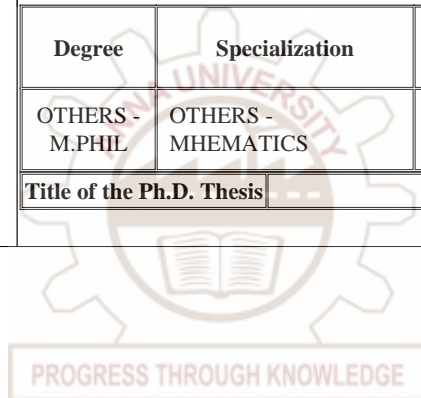 Degree
Specialization
OTHERS -
M.PHIL
OTHERS -
MHEMATICS
ANNA UNIVERSITY
Title of the Ph.D. Thesis
PROGRESS THROUGH KNOWLEDGE